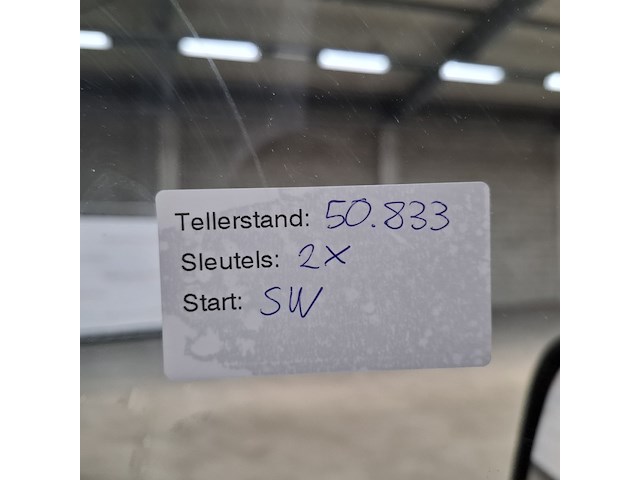 Tellerstand: 50.833
Sleutels: 2x
Start: SW